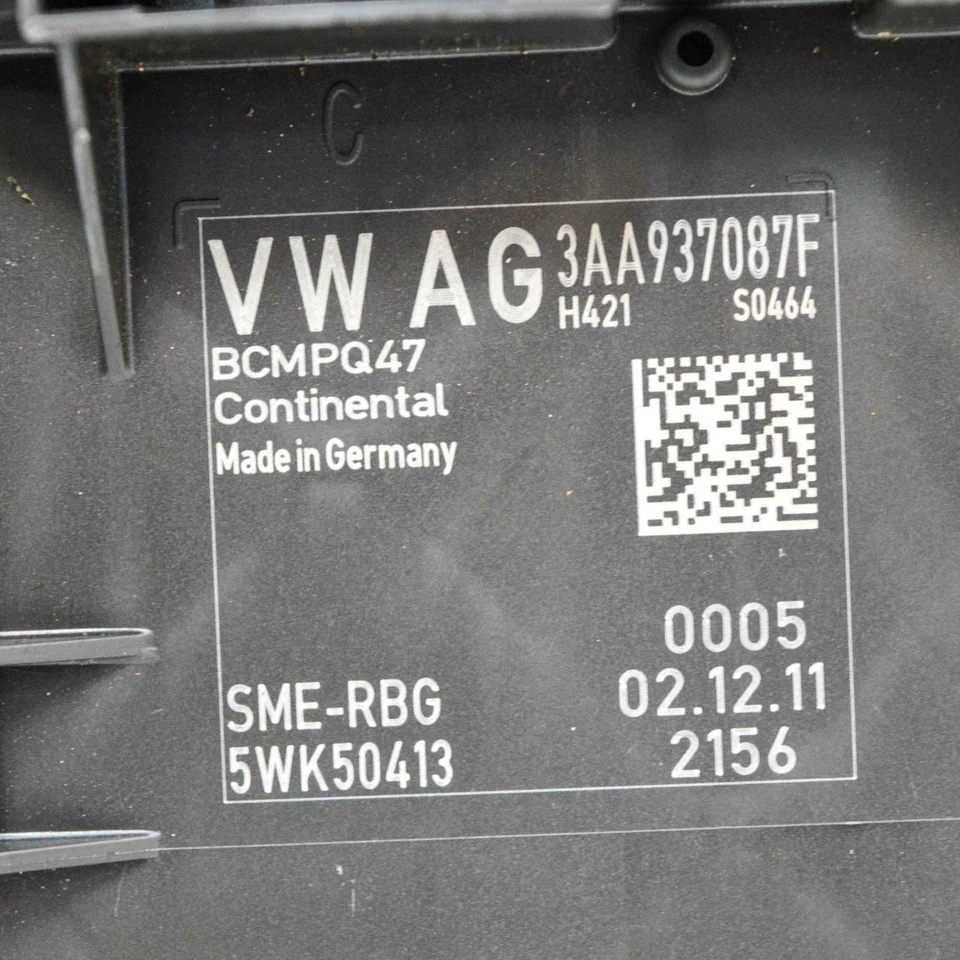 C
VW AG 3AA937087F
H421 S0464
BCMPQ47
Continental
Made in Germany
0005
SME-RBG 02.12.11
5WK50413 2156